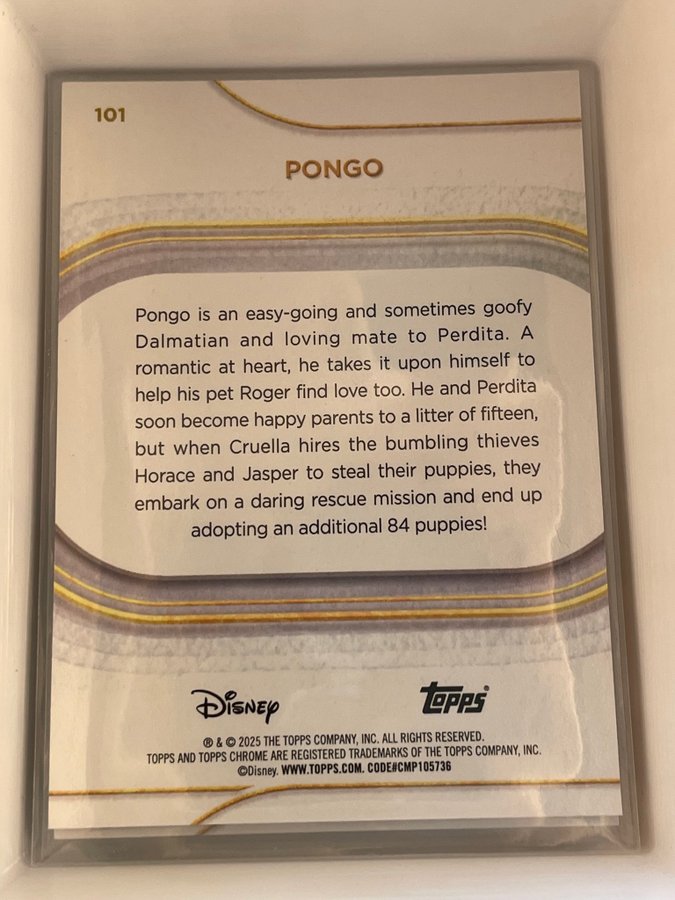 101
PONGO
Pongo is an easy-going and sometimes goofy
Dalmatian and loving mate to Perdita. A
romantic at heart, he takes it upon himself to
help his pet Roger find love too. He and Perdita
soon become happy parents to a litter of fifteen,
but when Cruella hires the bumbling thieves
Horace and Jasper to steal their puppies, they
embark on a daring rescue mission and end up
adopting an additional 84 puppies!
Disney topps®
® & © 2025 THE TOPPS COMPANY, INC. ALL RIGHTS RESERVED.
TOPPS AND TOPPS CHROME ARE REGISTERED TRADEMARKS OF THE TOPPS COMPANY, INC.
©Disney. WWW.TOPPS.COM. CODE#CMP105736